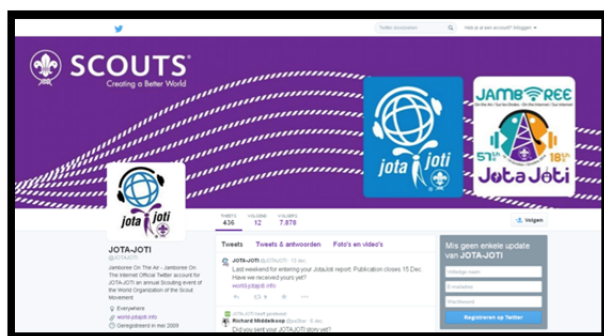 Twitter doorzoeken
Heb je al een account? Inloggen
SCOUTS®
Creating a Better World
jota joti
JAMBOREE
57th 18th
Jota Joti
jota joti
TWEETS VOLGEND VOLGERS
436 12 7.878
Volgen
JOTA-JOTI
@JOTAJOTI
Jamboree On The Air - Jamboree On
The Internet Official Twitter account for
JOTAJOTI an annual Scouting event of
the World Organization of the Scout
Movement
Everywhere
world-jotajoti.info
Geregistreerd in mei 2009
Tweets Tweets & antwoorden Foto's en video's
JOTA-JOTI @JOTAJOTI · 13 dec.
Last weekend for entering your JotaJoti report. Publication closes 15 Dec.
Have we received yours yet?
world-jotajoti.info
JOTA-JOTI heeft geretweet
Richard Middelkoop
Did you sent your JOTAJOTI story yet?
Mis geen enkele update
van JOTA-JOTI
Volledige naam
E-mailadres
Wachtwoord
Registreren op Twitter